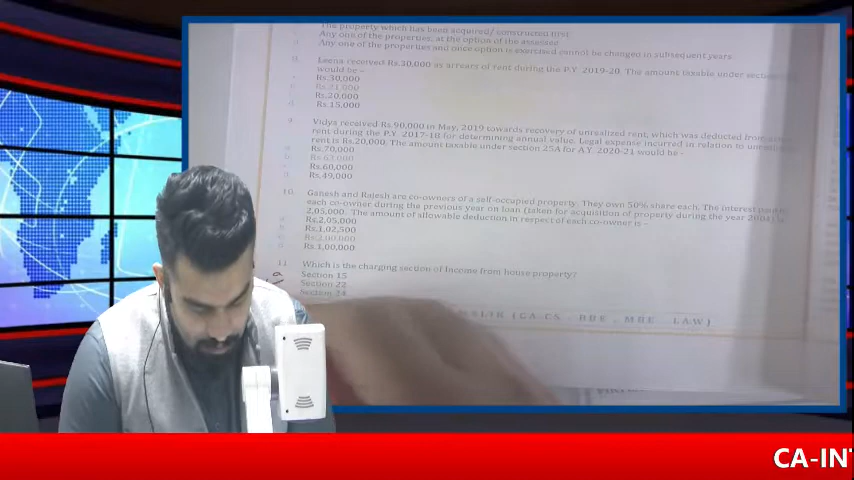 The property which has been acquired/ constructed first
Any one of the properties, at the option of the assessed
d. Any one of the properties and once option is exercised cannot be changed in subsequent years
8. Leena received Rs.30,000 as arrears of rent during the P.Y. 2019-20. The amount taxable under section
would be -
Rs.30,000
Rs.21,000
Rs.20,000
d. Rs.15,000
9. Vidya received Rs.90,000 in May, 2019 towards recovery of unrealized rent, which was deducted from
rent during the P.Y. 2017-18 for determining annual value. Legal expense incurred in relation to
rent is Rs.20,000. The amount taxable under section 25A for A.Y. 2020-21 would be -
a. Rs.70,000
b. Rs.63,000
Rs.60,000
d. Rs.49,000
10. Ganesh and Rajesh are co-owners of a self-occupied property. They own 50% share each. The interest paid
each co-owner during the previous year on loan (taken for acquisition of property during the year 2004) is
2,05,000. The amount of allowable deduction in respect of each co-owner is -
Rs.2,05,000
Rs.1,02,500
Rs.2,00,000
Rs.1,00,000
11. Which is the charging section of Income from house property?
Section 15
Section 22
Section 24
(CA CS , BBE , MBE LAW)
CA-IN